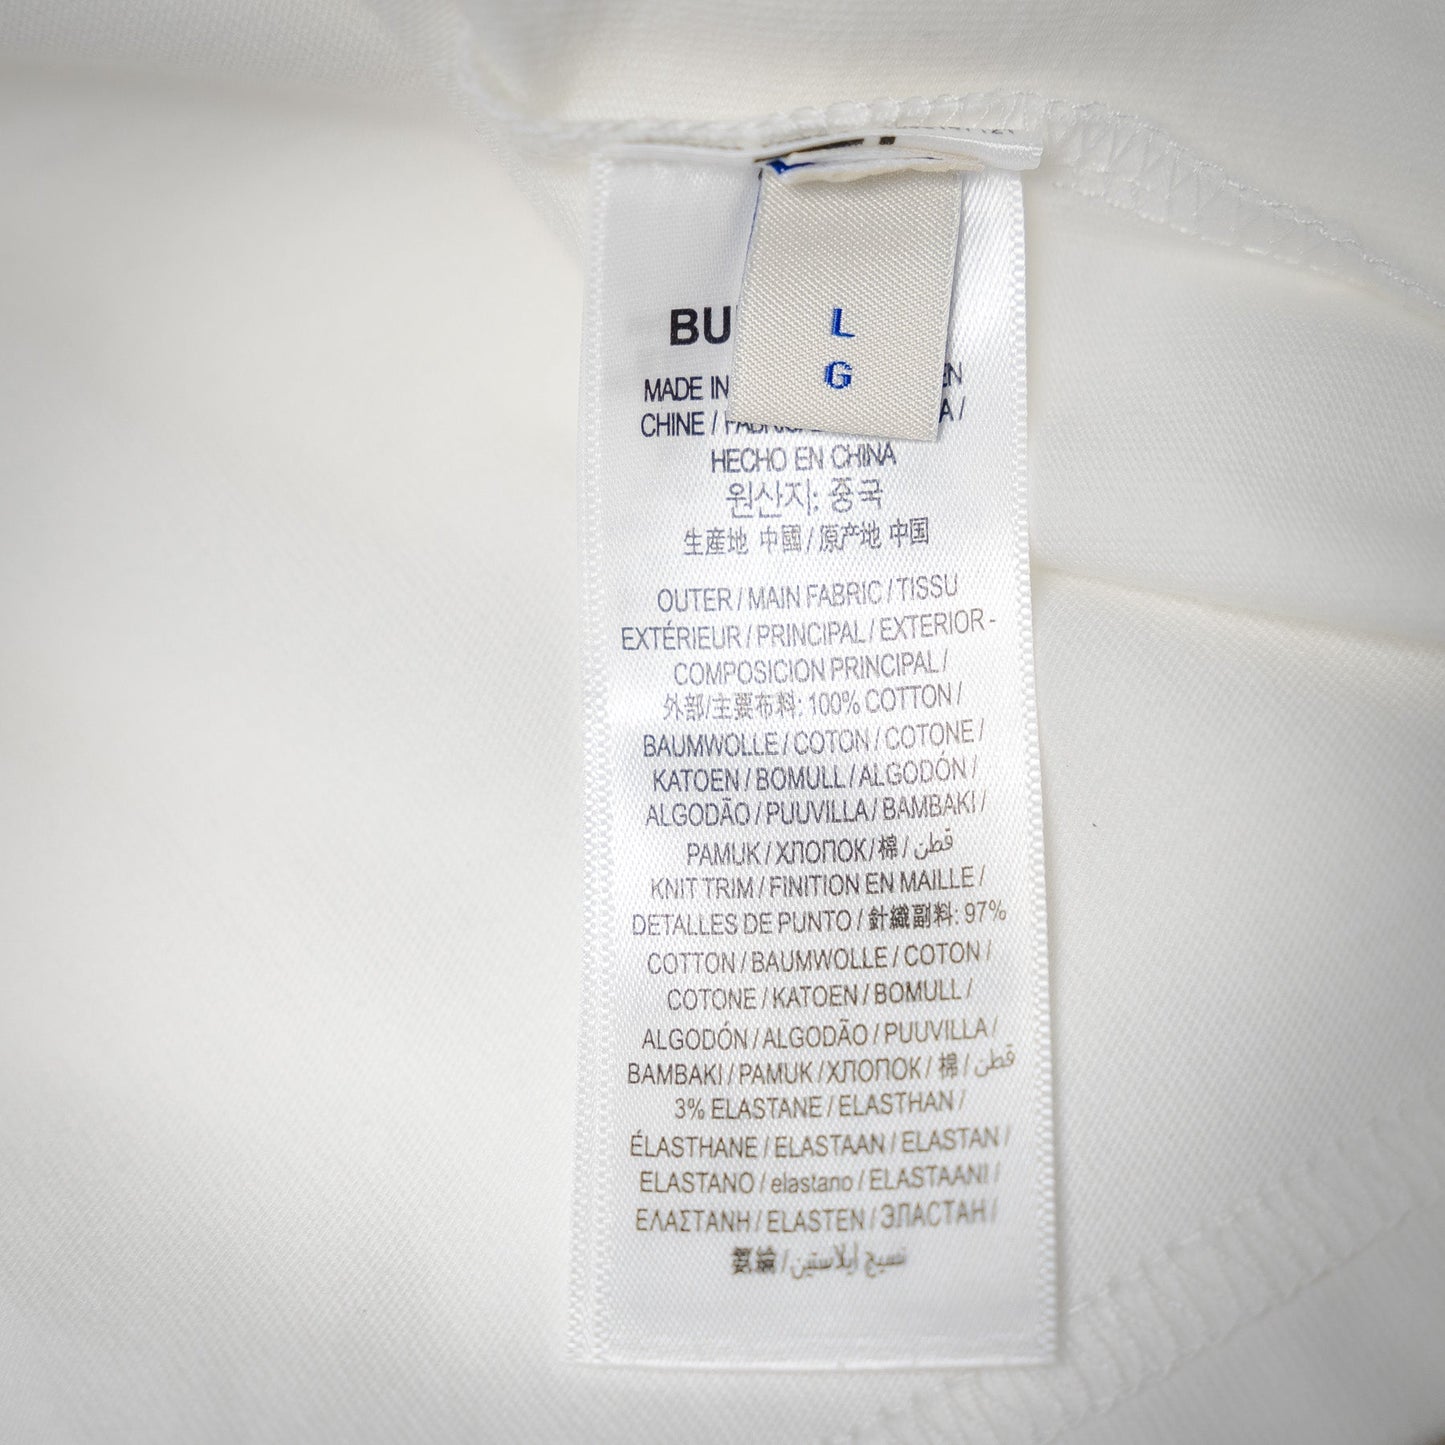 L
G
BU
MADE IN EN
CHINE / A /
HECHO EN CHINA
원산지: 중국
生産地 中國 / 原产地 中国
OUTER / MAIN FABRIC / TISSU
EXTÉRIEUR / PRINCIPAL / EXTERIOR -
COMPOSICION PRINCIPAL /
外部/主要布料: 100% COTTON /
BAUMWOLLE / COTON / COTONE /
KATOEN / BOMULL / ALGODÓN /
ALGODÃO / PUUVILLA / BAMBAKI /
PAMUK / ХЛОПОК / 棉 / قطن
KNIT TRIM / FINITION EN MAILLE /
DETALLES DE PUNTO / 針織副料: 97%
COTTON / BAUMWOLLE / COTON /
COTONE / KATOEN / BOMULL /
ALGODÓN / ALGODÃO / PUUVILLA /
BAMBAKI / PAMUK / ХЛОПОК / 棉 / قطن
3% ELASTANE / ELASTHAN /
ÉLASTHANE / ELASTAAN / ELASTAN /
ELASTANO / elastano / ELASTAANI /
ΕΛΑΣΤΑΝΗ / ELASTEN / ЭЛАСТАН /
氨綸 / نسيج إيلاستين